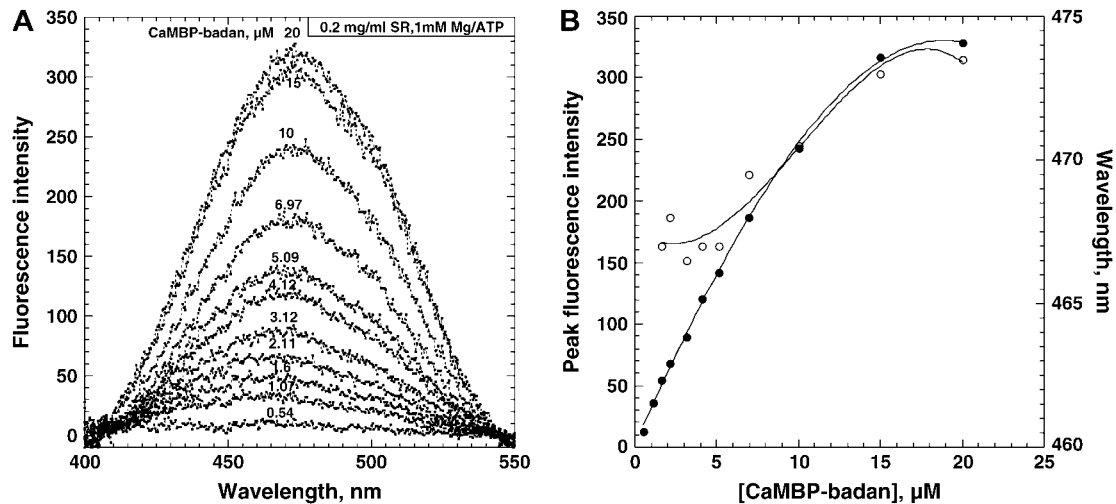 A
CaMBP-badan, µM 20
0.2 mg/ml SR,1mM Mg/ATP
15
10
6.97
5.09
4.12
3.12
2.11
1.6
1.07
0.54
350
300
250
200
150
100
50
0
Fluorescence intensity
400 450 500 550
Wavelength, nm
B
350
300
250
200
150
100
50
0
Peak fluorescence intensity
475
470
465
460
Wavelength, nm
0 5 10 15 20 25
[CaMBP-badan], µM